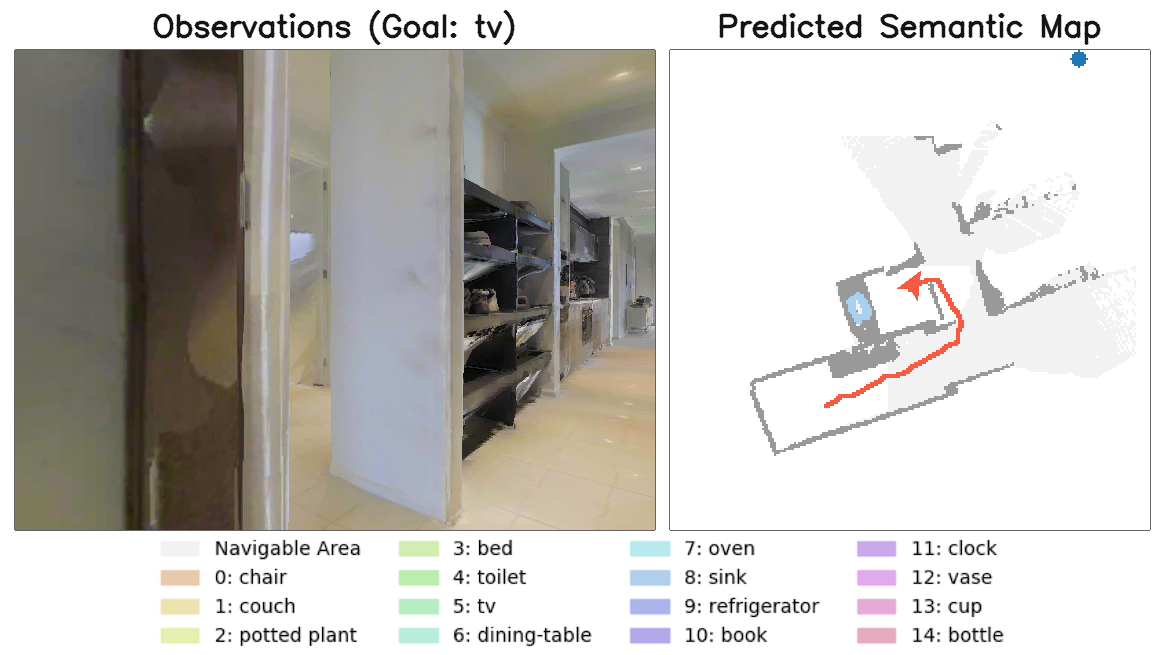 Observations (Goal: tv)
Predicted Semantic Map
Navigable Area
0: chair
1: couch
2: potted plant
3: bed
4: toilet
5: tv
6: dining-table
7: oven
8: sink
9: refrigerator
10: book
11: clock
12: vase
13: cup
14: bottle